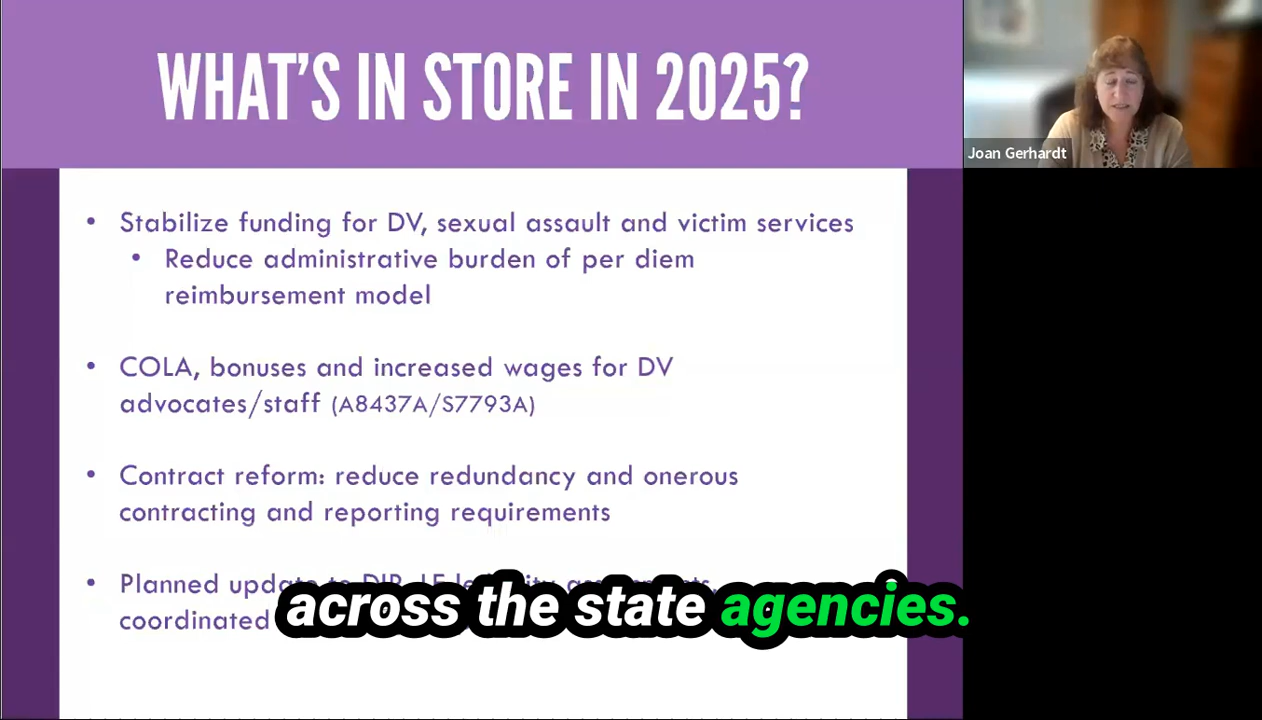 WHAT'S IN STORE IN 2025?
Joan Gerhardt
• Stabilize funding for DV, sexual assault and victim services
• Reduce administrative burden of per diem
reimbursement model
• COLA, bonuses and increased wages for DV
advocates/staff (A8437A/S7793A)
• Contract reform: reduce redundancy and onerous
contracting and reporting requirements
• Planned update to DIR, LE
coordinated
across the state agencies.